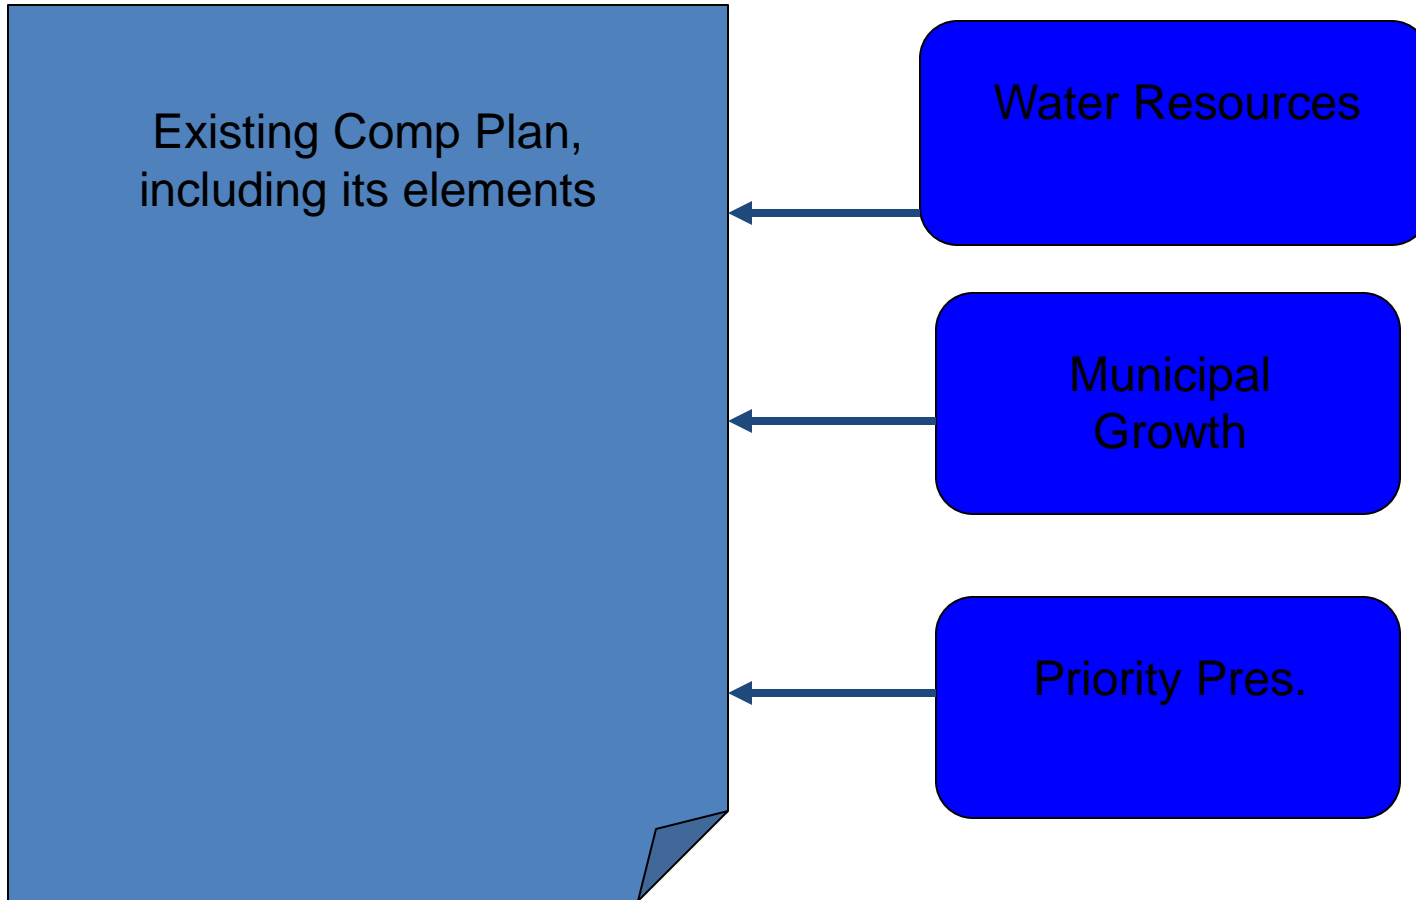 Existing Comp Plan,
including its elements
Water Resources
Municipal
Growth
Priority Pres.